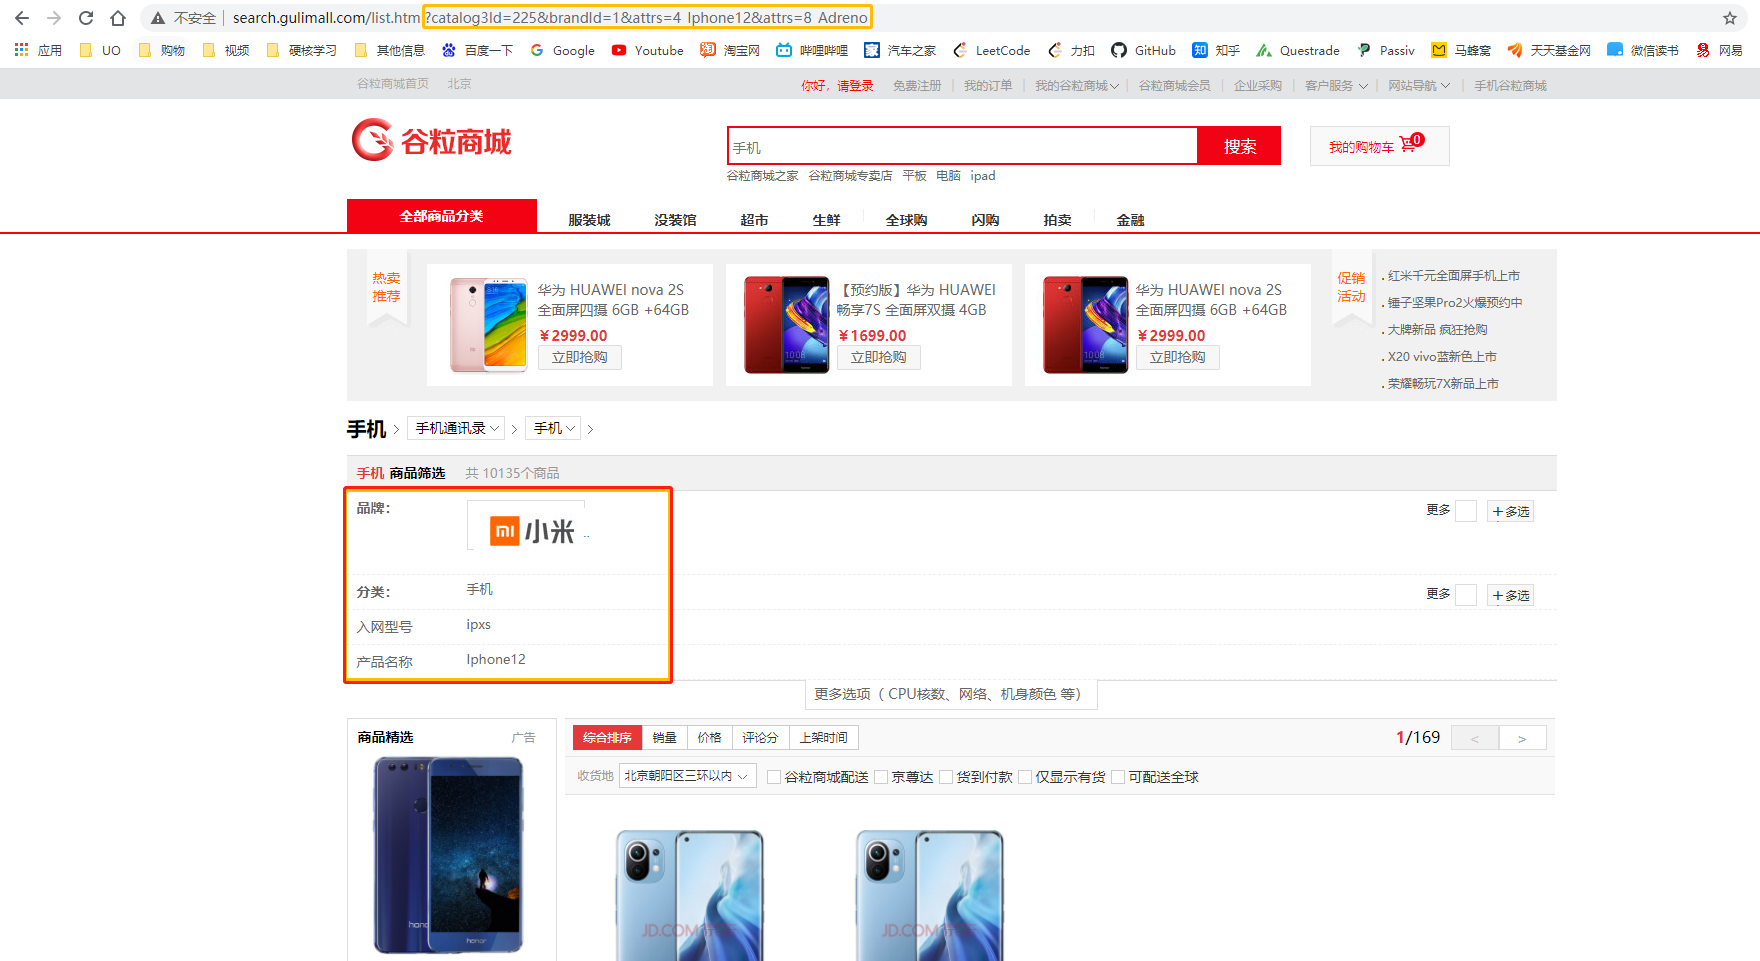 不安全 search.gulimall.com/list.htm?catalog3Id=225&brandId=1&attrs=4_Iphone12&attrs=8_Adreno
应用 UO 购物 视频 硬核学习 其他信息 百度一下 Google Youtube 淘宝网 哔哩哔哩 汽车之家 LeetCode 力扣 GitHub 知乎 Questrade Passiv 马蜂窝 天天基金网 微信读书 网易
谷粒商城首页 北京 你好，请登录 免费注册 我的订单 我的谷粒商城 谷粒商城会员 企业采购 客户服务 网站导航 手机谷粒商城
谷粒商城
手机 搜索 我的购物车 0
谷粒商城之家 谷粒商城专卖店 平板 电脑 ipad
全部商品分类 服装城 没装馆 超市 生鲜 全球购 闪购 拍卖 金融
热卖
推荐
华为 HUAWEI nova 2S
全面屏四摄 6GB +64GB
￥2999.00
立即抢购
【预约版】华为 HUAWEI
畅享7S 全面屏双摄 4GB
￥1699.00
立即抢购
华为 HUAWEI nova 2S
全面屏四摄 6GB +64GB
￥2999.00
立即抢购
促销
活动
. 红米千元全面屏手机上市
. 锤子坚果Pro2火爆预约中
. 大牌新品 疯狂抢购
. X20 vivo蓝新色上市
. 荣耀畅玩7X新品上市
手机 > 手机通讯录 > 手机 >
手机 商品筛选 共 10135个商品
品牌： mi 小米 .. 更多 +多选
分类： 手机 更多 +多选
入网型号 ipxs
产品名称 Iphone12
更多选项（ CPU核数、网络、机身颜色 等）
商品精选 广告
综合排序 销量 价格 评论分 上架时间 1/169 < >
收货地 北京朝阳区三环以内 谷粒商城配送 京尊达 货到付款 仅显示有货 可配送全球
honor
JD.COM
JD.COM